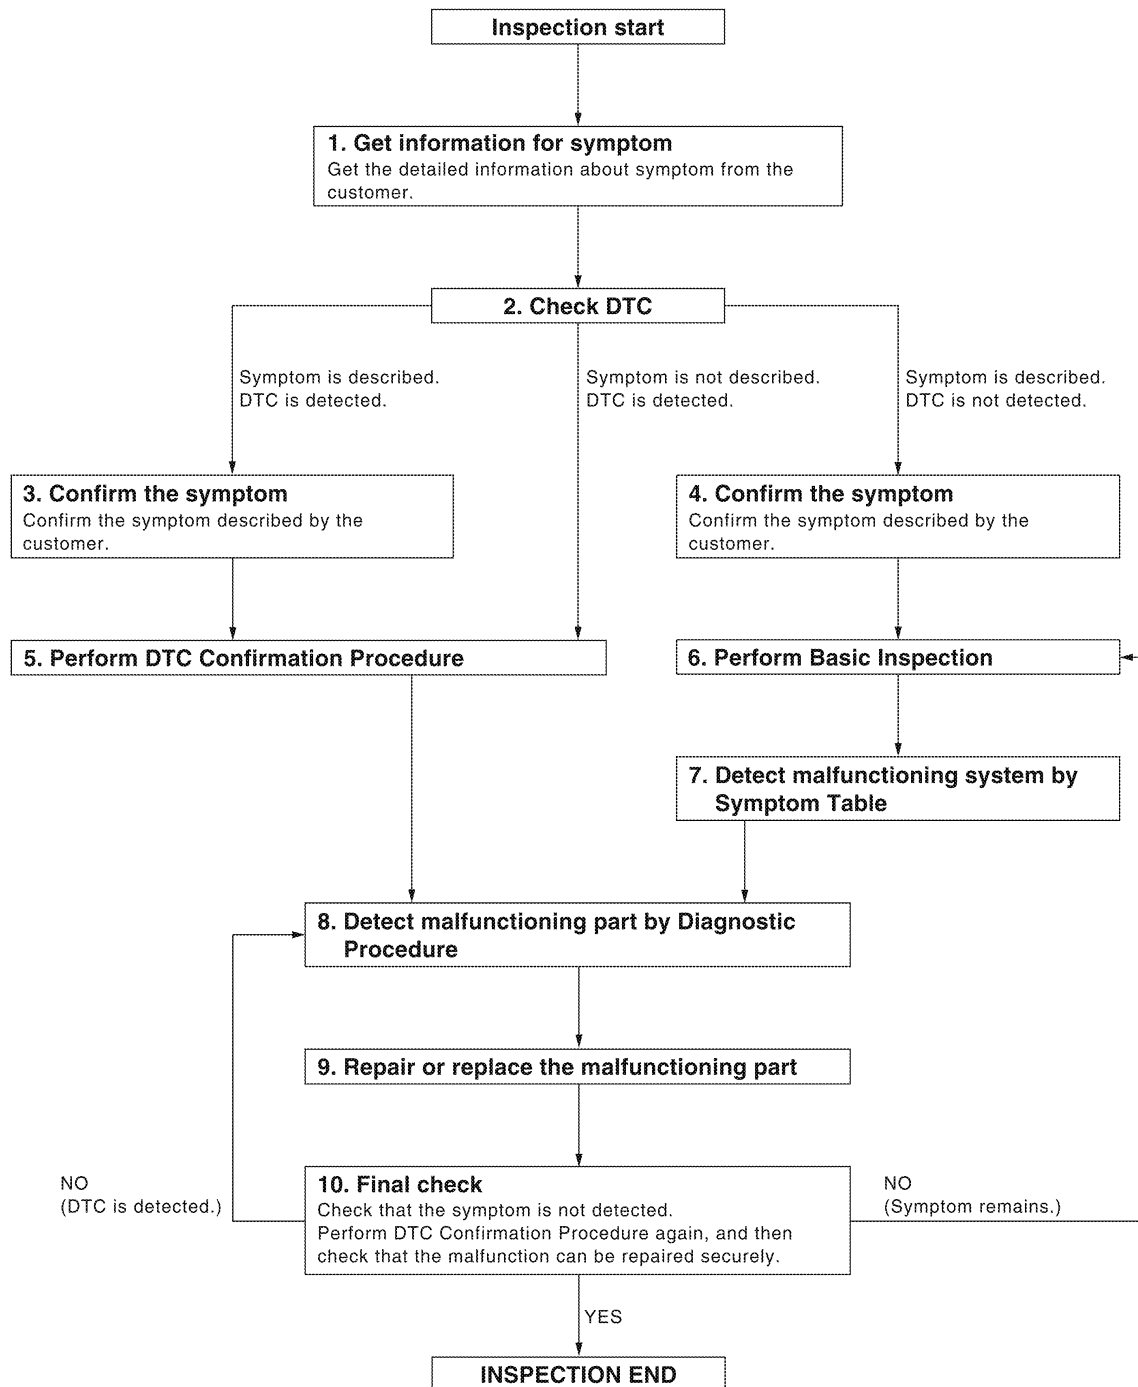 Inspection start
1. Get information for symptom
Get the detailed information about symptom from the
customer.
2. Check DTC
Symptom is described.
DTC is detected.
Symptom is not described.
DTC is detected.
Symptom is described.
DTC is not detected.
3. Confirm the symptom
Confirm the symptom described by the
customer.
4. Confirm the symptom
Confirm the symptom described by the
customer.
5. Perform DTC Confirmation Procedure
6. Perform Basic Inspection
7. Detect malfunctioning system by
Symptom Table
8. Detect malfunctioning part by Diagnostic
Procedure
9. Repair or replace the malfunctioning part
NO
(DTC is detected.)
10. Final check
Check that the symptom is not detected.
Perform DTC Confirmation Procedure again, and then
check that the malfunction can be repaired securely.
NO
(Symptom remains.)
YES
INSPECTION END